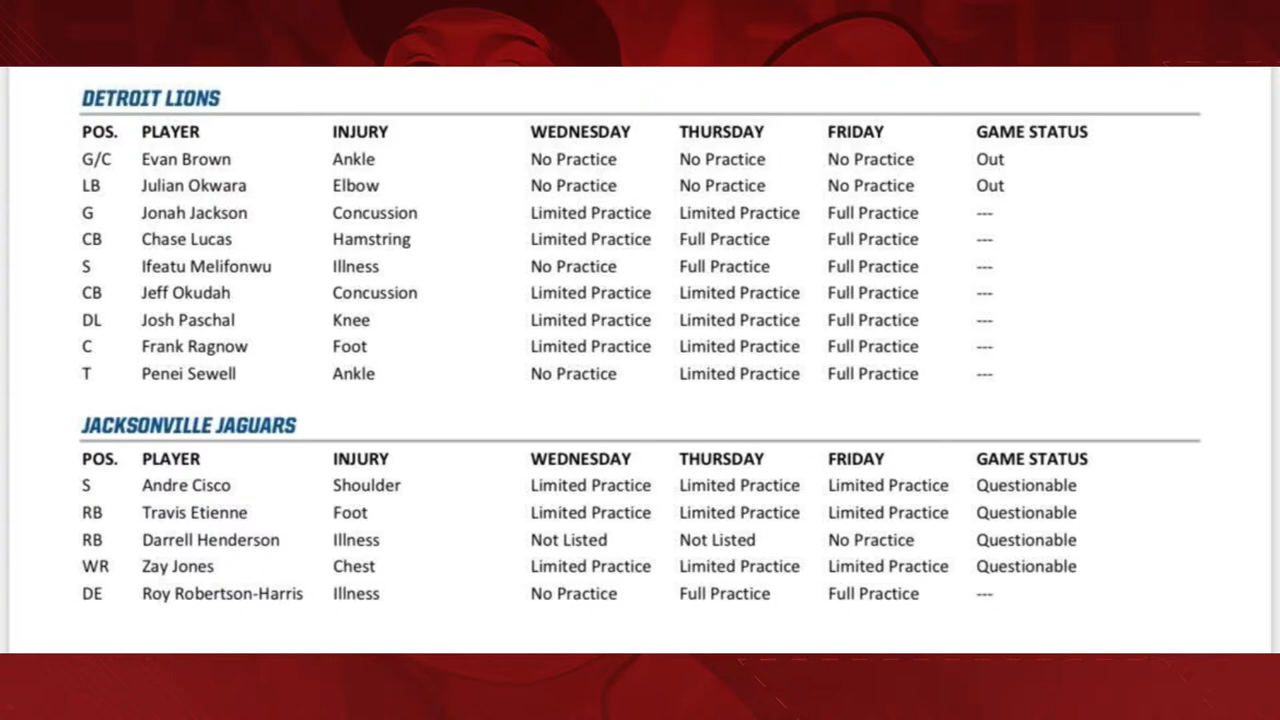 DETROIT LIONS
POS. PLAYER INJURY WEDNESDAY THURSDAY FRIDAY GAME STATUS
G/C Evan Brown Ankle No Practice No Practice No Practice Out
LB Julian Okwara Elbow No Practice No Practice No Practice Out
G Jonah Jackson Concussion Limited Practice Limited Practice Full Practice ---
CB Chase Lucas Hamstring Limited Practice Full Practice Full Practice ---
S Ifeatu Melifonwu Illness No Practice Full Practice Full Practice ---
CB Jeff Okudah Concussion Limited Practice Limited Practice Full Practice ---
DL Josh Paschal Knee Limited Practice Limited Practice Full Practice ---
C Frank Ragnow Foot Limited Practice Limited Practice Full Practice ---
T Penei Sewell Ankle No Practice Limited Practice Full Practice ---
JACKSONVILLE JAGUARS
POS. PLAYER INJURY WEDNESDAY THURSDAY FRIDAY GAME STATUS
S Andre Cisco Shoulder Limited Practice Limited Practice Limited Practice Questionable
RB Travis Etienne Foot Limited Practice Limited Practice Limited Practice Questionable
RB Darrell Henderson Illness Not Listed Not Listed No Practice Questionable
WR Zay Jones Chest Limited Practice Limited Practice Limited Practice Questionable
DE Roy Robertson-Harris Illness No Practice Full Practice Full Practice ---